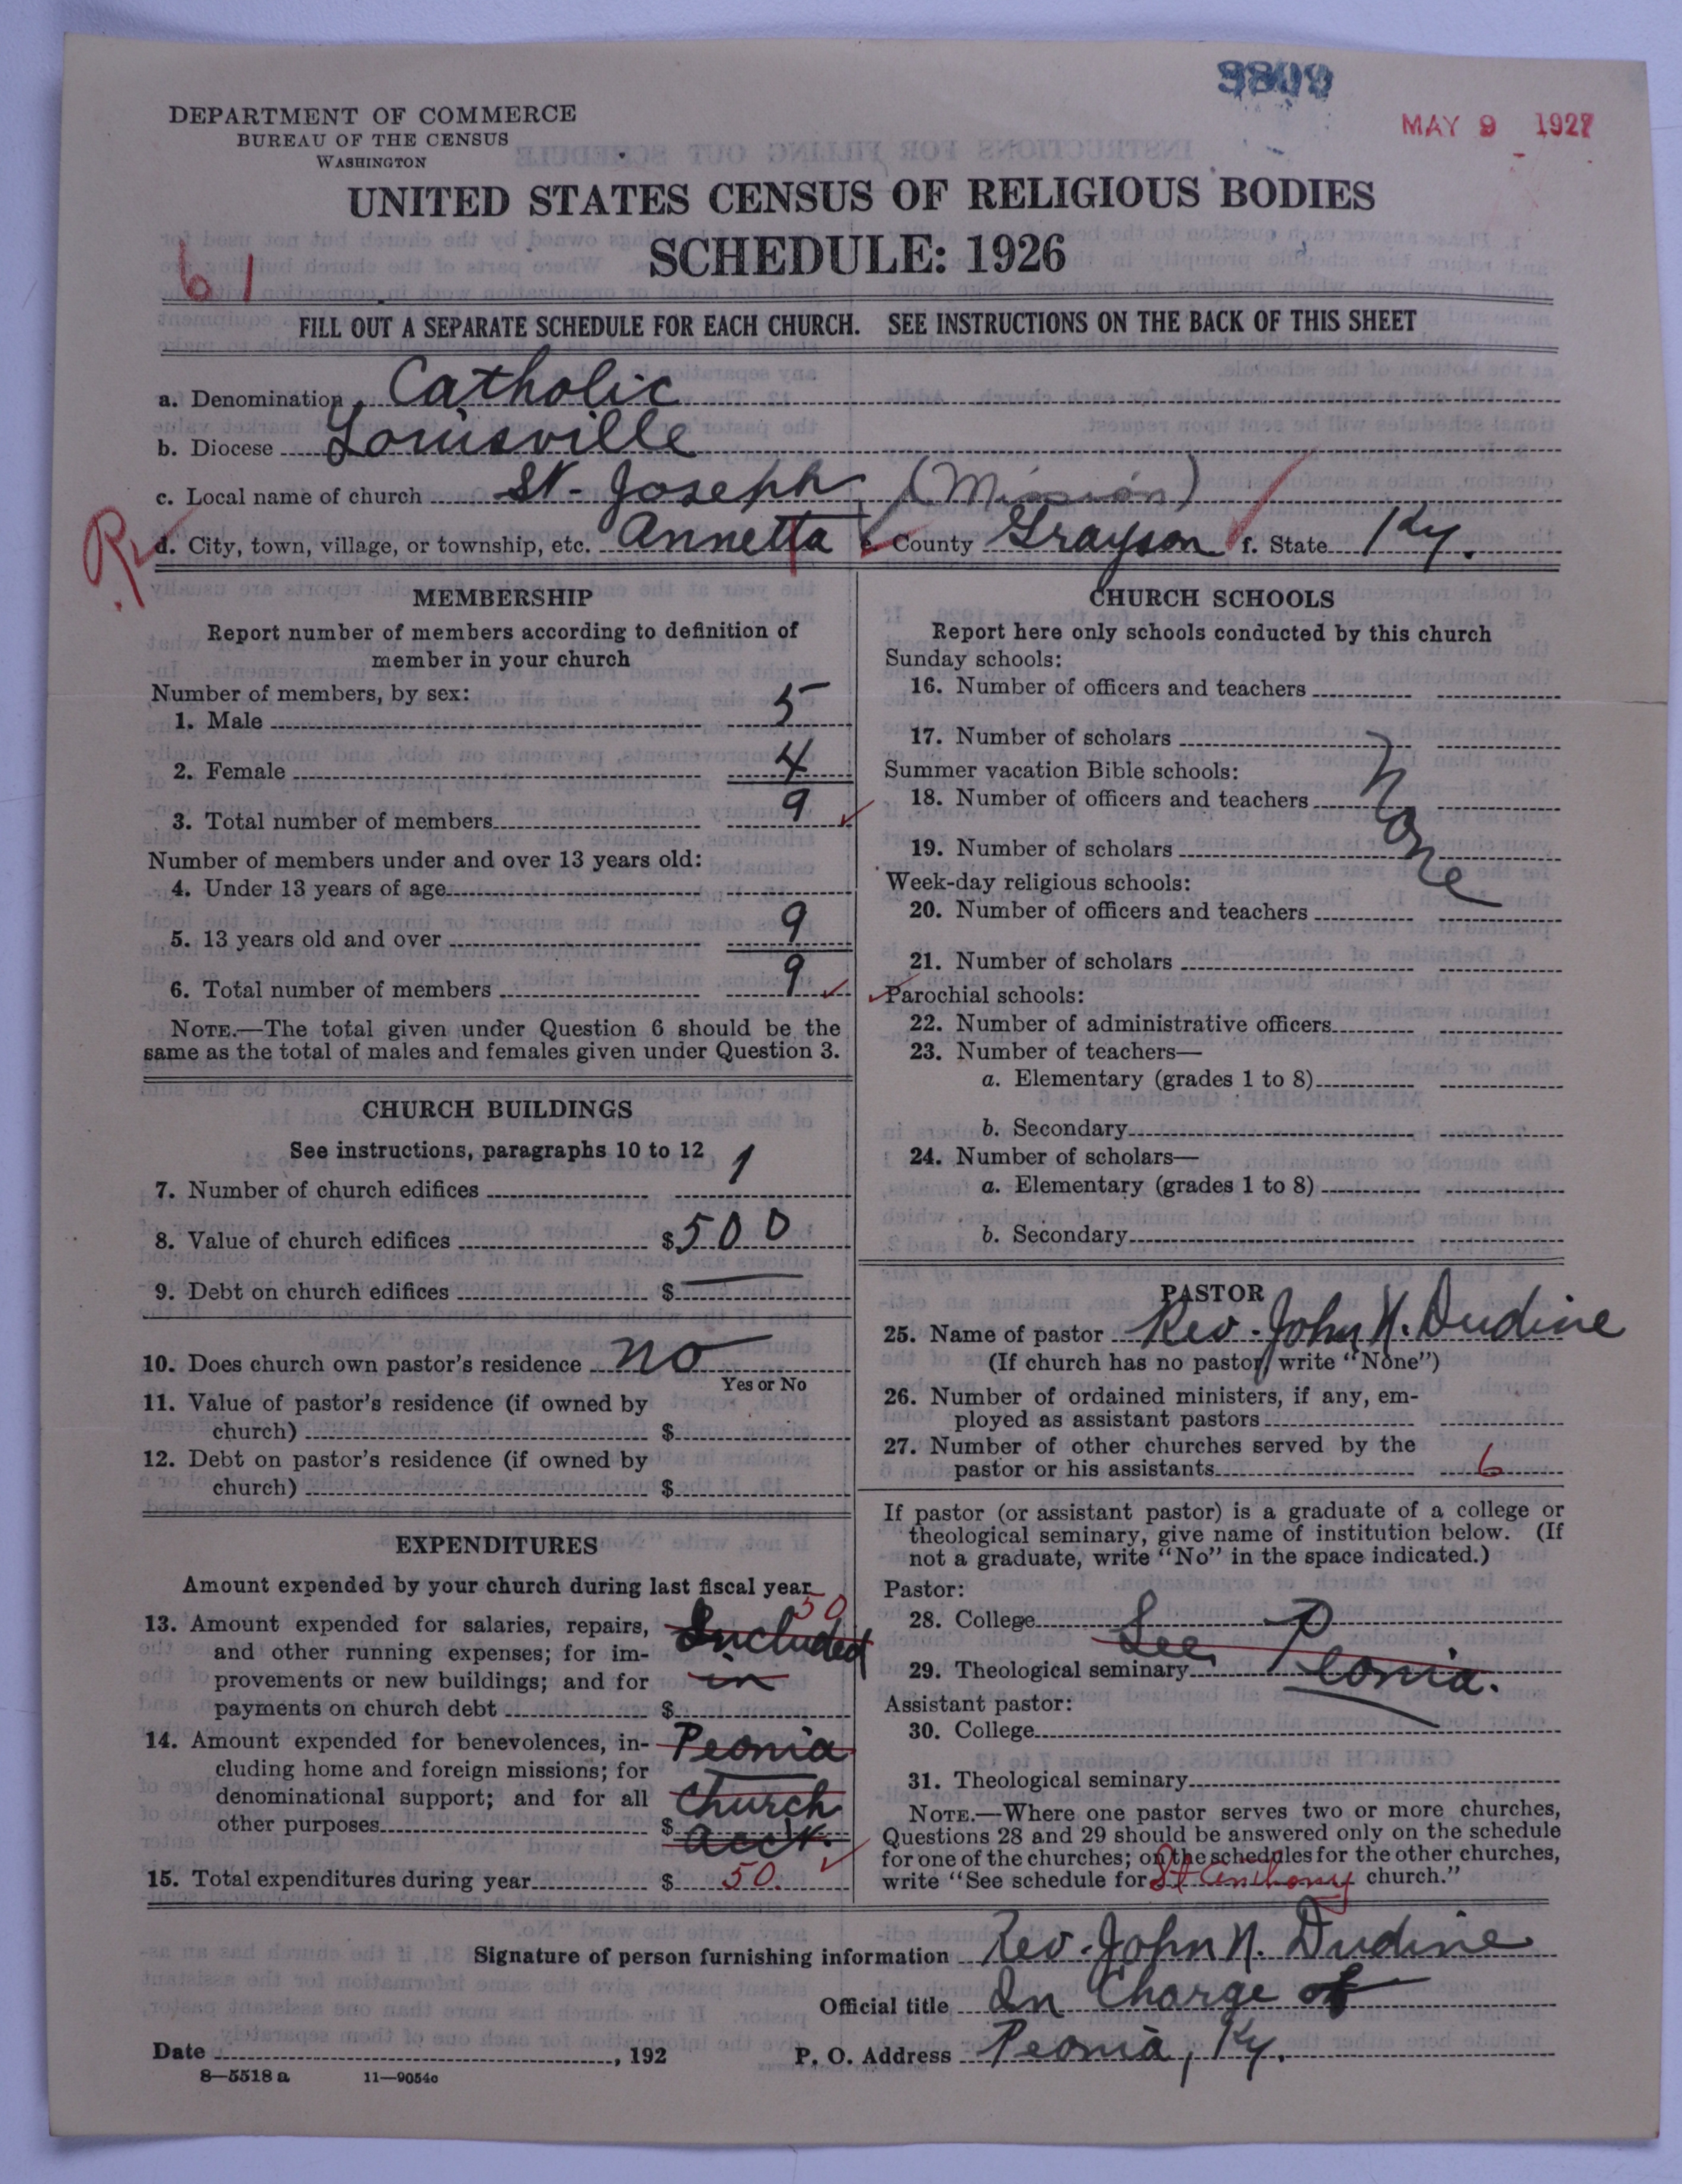 3809
MAY 9 1927
DEPARTMENT OF COMMERCE
BUREAU OF THE CENSUS
WASHINGTON
UNITED STATES CENSUS OF RELIGIOUS BODIES
SCHEDULE: 1926
61
FILL OUT A SEPARATE SCHEDULE FOR EACH CHURCH. SEE INSTRUCTIONS ON THE BACK OF THIS SHEET
a. Denomination Catholic
b. Diocese Louisville
c. Local name of church St. Joseph (Mission)
R
d. City, town, village, or township, etc. Annetta e. County Grayson f. State Ky.
MEMBERSHIP
Report number of members according to definition of
member in your church
Number of members, by sex:
1. Male 5
2. Female 4
3. Total number of members 9
Number of members under and over 13 years old:
4. Under 13 years of age
5. 13 years old and over 9
6. Total number of members 9
NOTE.—The total given under Question 6 should be the
same as the total of males and females given under Question 3.
CHURCH BUILDINGS
See instructions, paragraphs 10 to 12
7. Number of church edifices 1
8. Value of church edifices $500
9. Debt on church edifices $ —
10. Does church own pastor's residence no
Yes or No
11. Value of pastor's residence (if owned by
church) $
12. Debt on pastor's residence (if owned by
church) $
EXPENDITURES
Amount expended by your church during last fiscal year
50
13. Amount expended for salaries, repairs, Included
and other running expenses; for im-
provements or new buildings; and for in
payments on church debt $
14. Amount expended for benevolences, in- Peonia
cluding home and foreign missions; for
denominational support; and for all Church
other purposes $ acc't.
15. Total expenditures during year $ 50.
CHURCH SCHOOLS
Report here only schools conducted by this church
Sunday schools:
16. Number of officers and teachers
17. Number of scholars
Summer vacation Bible schools:
18. Number of officers and teachers None
19. Number of scholars
Week-day religious schools:
20. Number of officers and teachers
21. Number of scholars
Parochial schools:
22. Number of administrative officers
23. Number of teachers—
a. Elementary (grades 1 to 8)
b. Secondary
24. Number of scholars—
a. Elementary (grades 1 to 8)
b. Secondary
PASTOR
25. Name of pastor Rev. John N. Dudine
(If church has no pastor, write "None")
26. Number of ordained ministers, if any, em-
ployed as assistant pastors
27. Number of other churches served by the
pastor or his assistants 6
If pastor (or assistant pastor) is a graduate of a college or
theological seminary, give name of institution below. (If
not a graduate, write "No" in the space indicated.)
Pastor:
28. College See
29. Theological seminary Peonia.
Assistant pastor:
30. College
31. Theological seminary
NOTE.—Where one pastor serves two or more churches,
Questions 28 and 29 should be answered only on the schedule
for one of the churches; on the schedules for the other churches,
write "See schedule for St Anthony church."
Signature of person furnishing information Rev. John N. Dudine
Official title In Charge of
Date , 192 P. O. Address Peonia, Ky.
8—5518 a 11—9054c